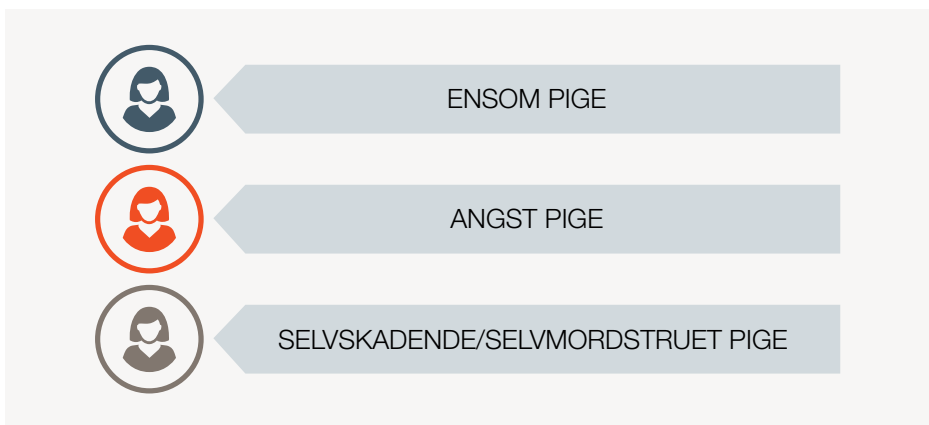 ENSOM PIGE
ANGST PIGE
SELVSKADENDE/SELVMORDSTRUET PIGE